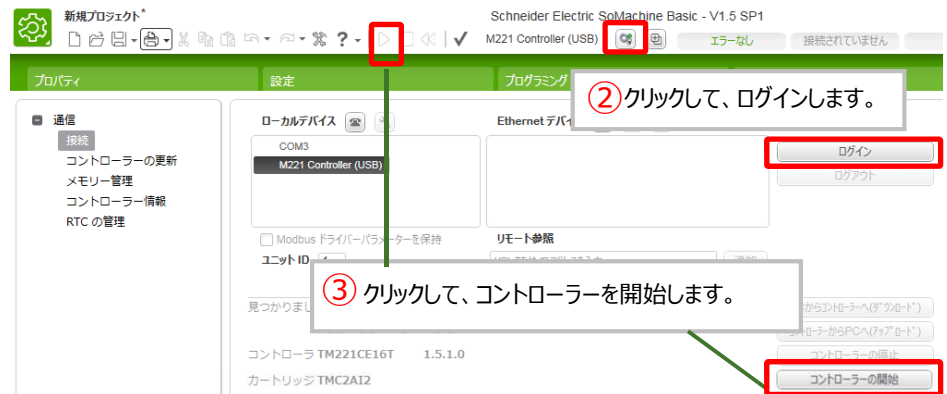 新規プロジェクト*
Schneider Electric SoMachine Basic - V1.5 SP1
M221 Controller (USB)
エラーなし
接続されていません
プロパティ
設定
プログラミング
②クリックして、ログインします。
通信
接続
コントローラーの更新
メモリー管理
コントローラー情報
RTC の管理
ローカルデバイス
COM3
M221 Controller (USB)
Ethernet デバイ
ログイン
ログアウト
Modbus ドライバーパラメーターを保持
リモート参照
ユニット ID
③ クリックして、コントローラーを開始します。
見つかりまし
からコントローラーへ(ダウンロード)
ローラーからPCへ(アップロード)
コントローラーの停止
コントローラ TM221CE16T 1.5.1.0
コントローラーの開始
カートリッジ TMC2AI2